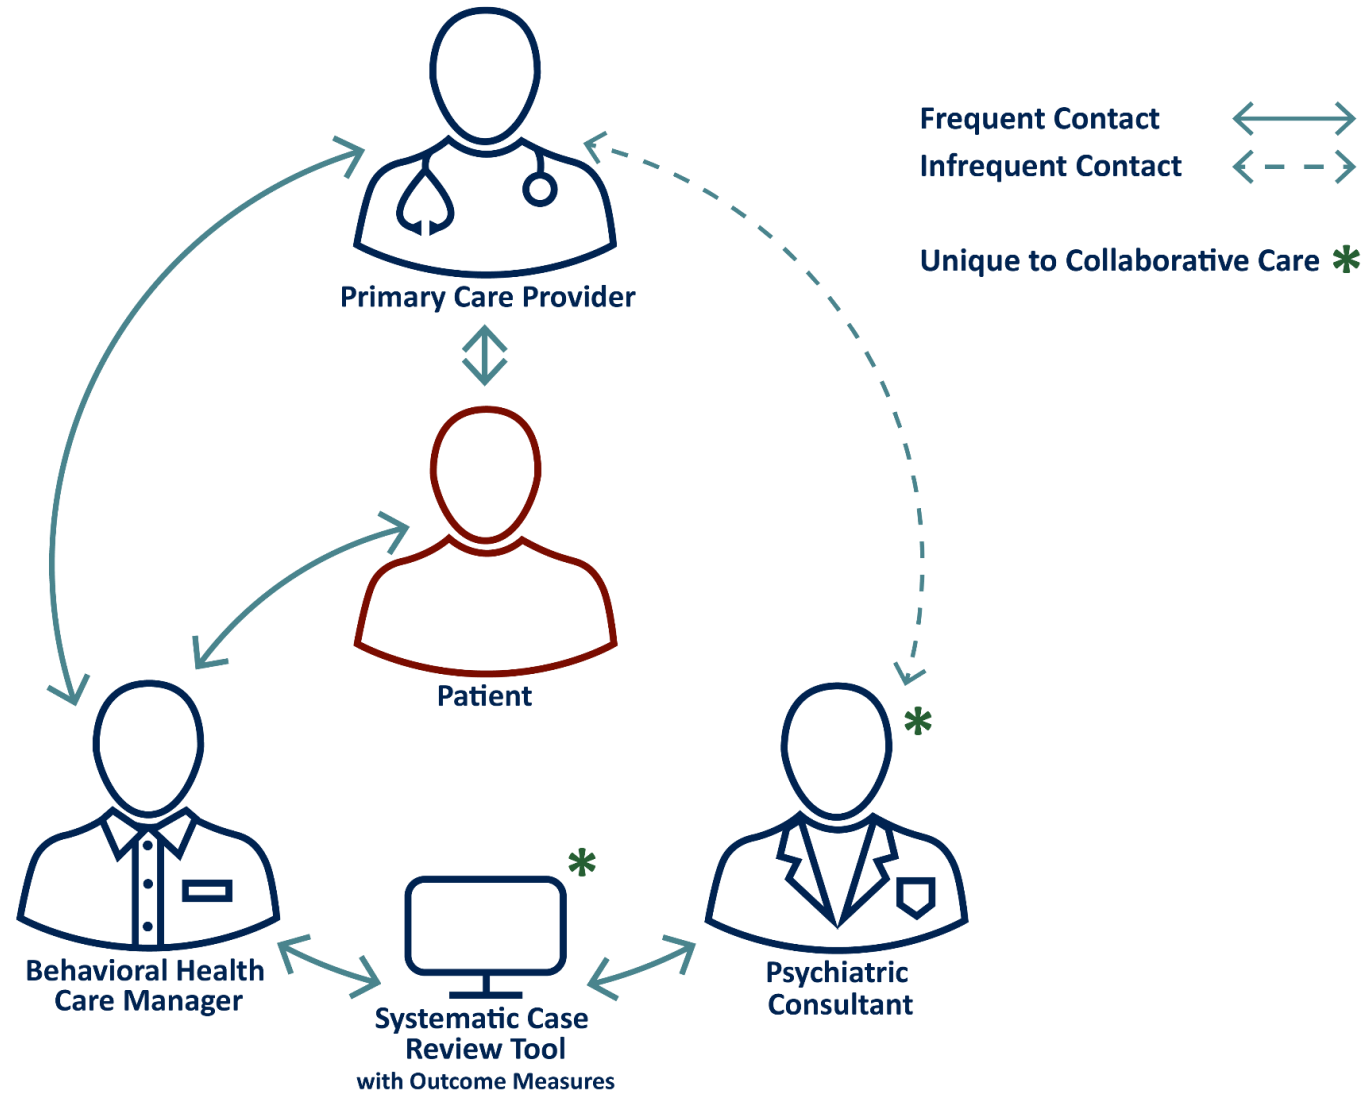 Frequent Contact
Infrequent Contact
Unique to Collaborative Care *
Primary Care Provider
Patient
*
*
Behavioral Health
Care Manager
Systematic Case
Review Tool
with Outcome Measures
Psychiatric
Consultant